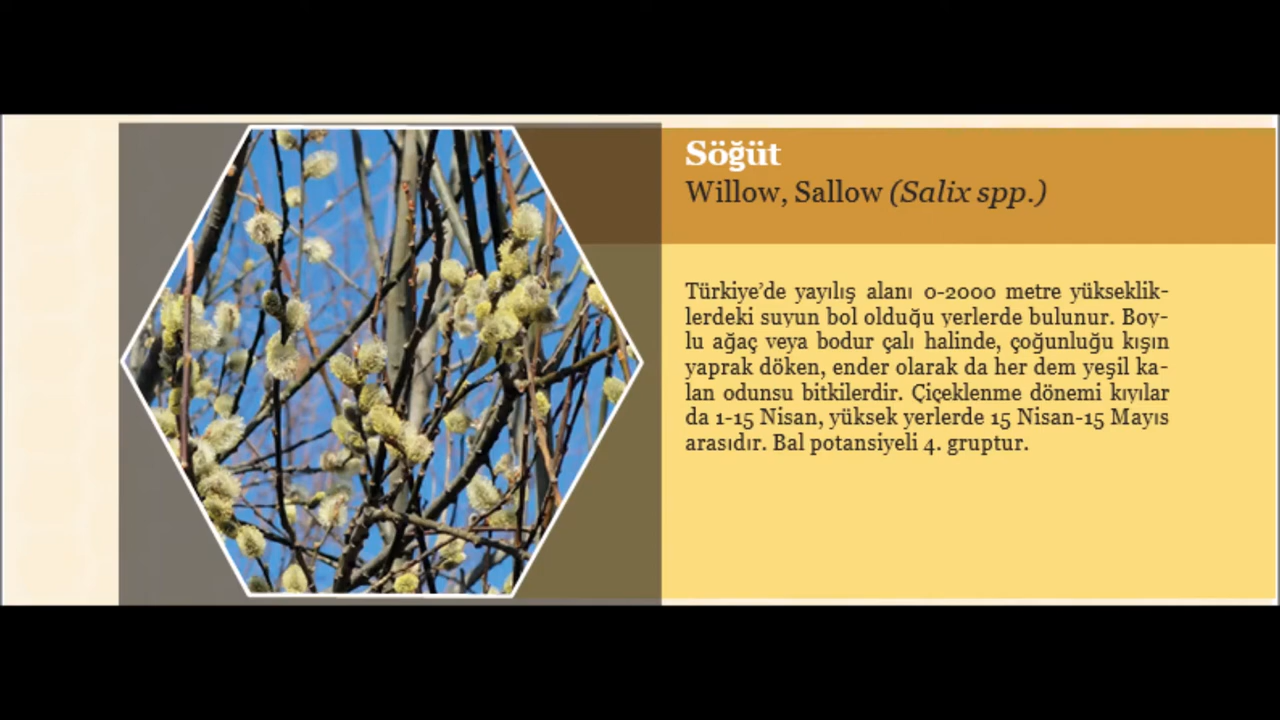 Söğüt
Willow, Sallow (Salix spp.)
Türkiye’de yayılış alanı 0-2000 metre yükseklik-
lerdeki suyun bol olduğu yerlerde bulunur. Boy-
lu ağaç veya bodur çalı halinde, çoğunluğu kışın
yaprak döken, ender olarak da her dem yeşil ka-
lan odunsu bitkilerdir. Çiçeklenme dönemi kıyılar
da 1-15 Nisan, yüksek yerlerde 15 Nisan-15 Mayıs
arasıdır. Bal potansiyeli 4. gruptur.